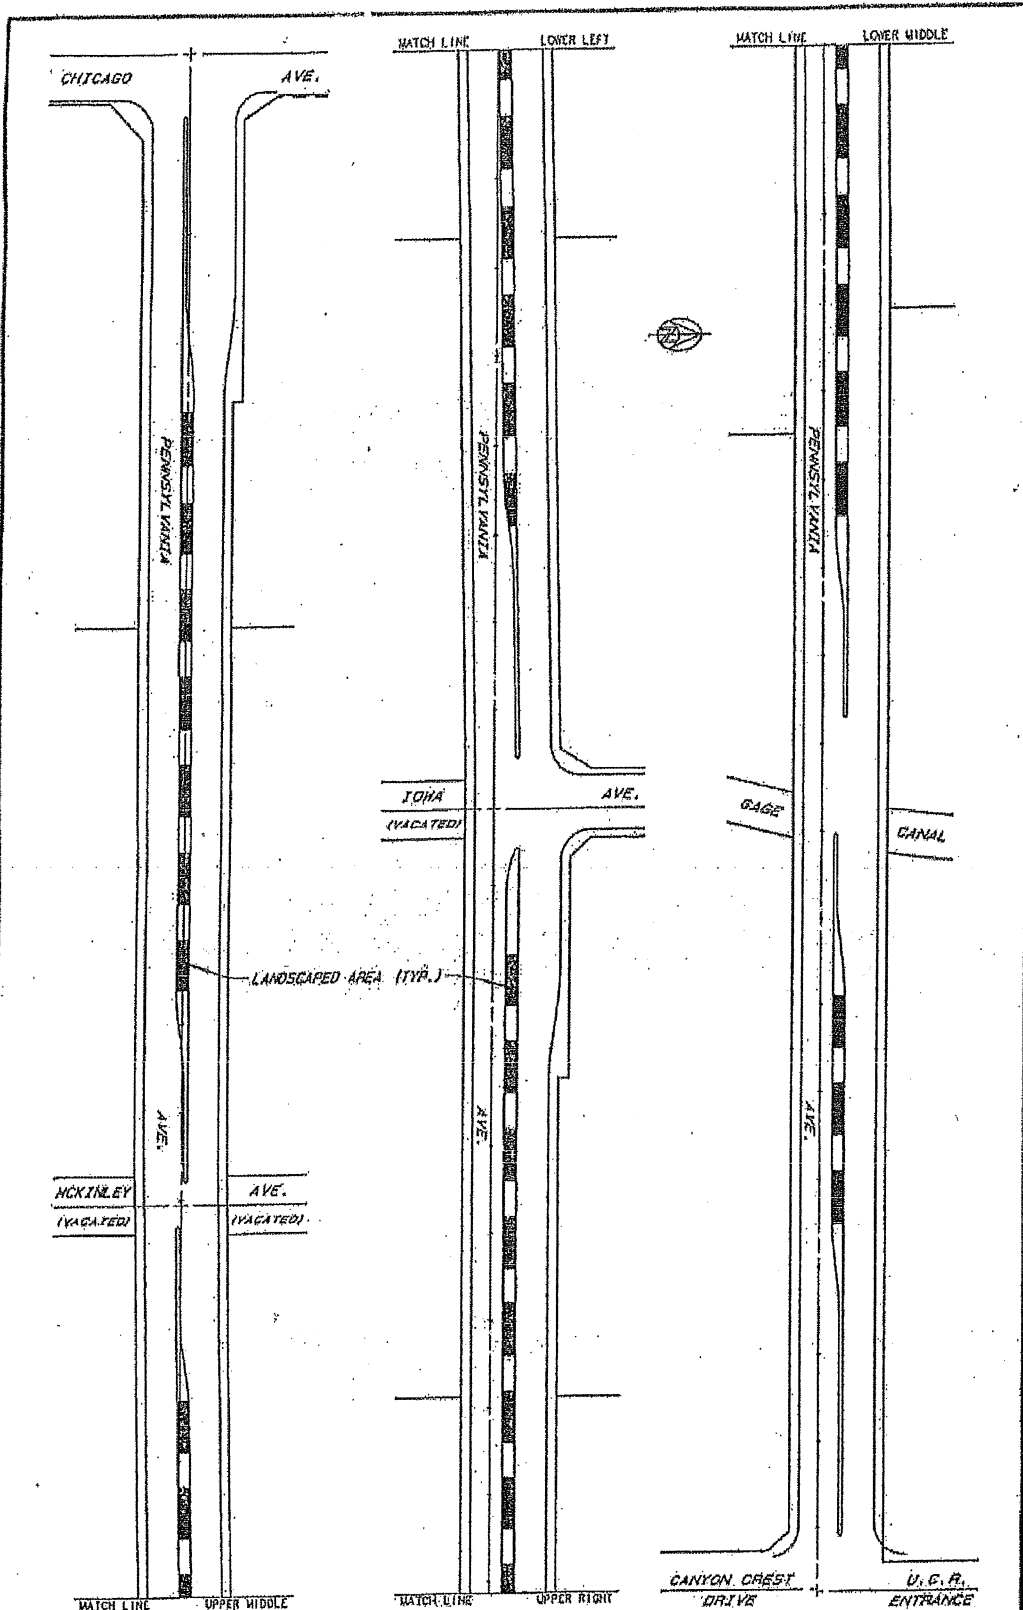 CHICAGO AVE.
PENNSYLVANIA
AVE.
MCKINLEY AVE.
(VACATED) (VACATED)
MATCH LINE UPPER MIDDLE
MATCH LINE LOWER LEFT
PENNSYLVANIA
IOWA AVE.
(VACATED)
LANDSCAPED AREA (TYP.)
AVE.
MATCH LINE UPPER RIGHT
MATCH LINE LOWER MIDDLE
N
PENNSYLVANIA
GAGE CANAL
AVE.
CANYON CREST DRIVE
U.C.R. ENTRANCE